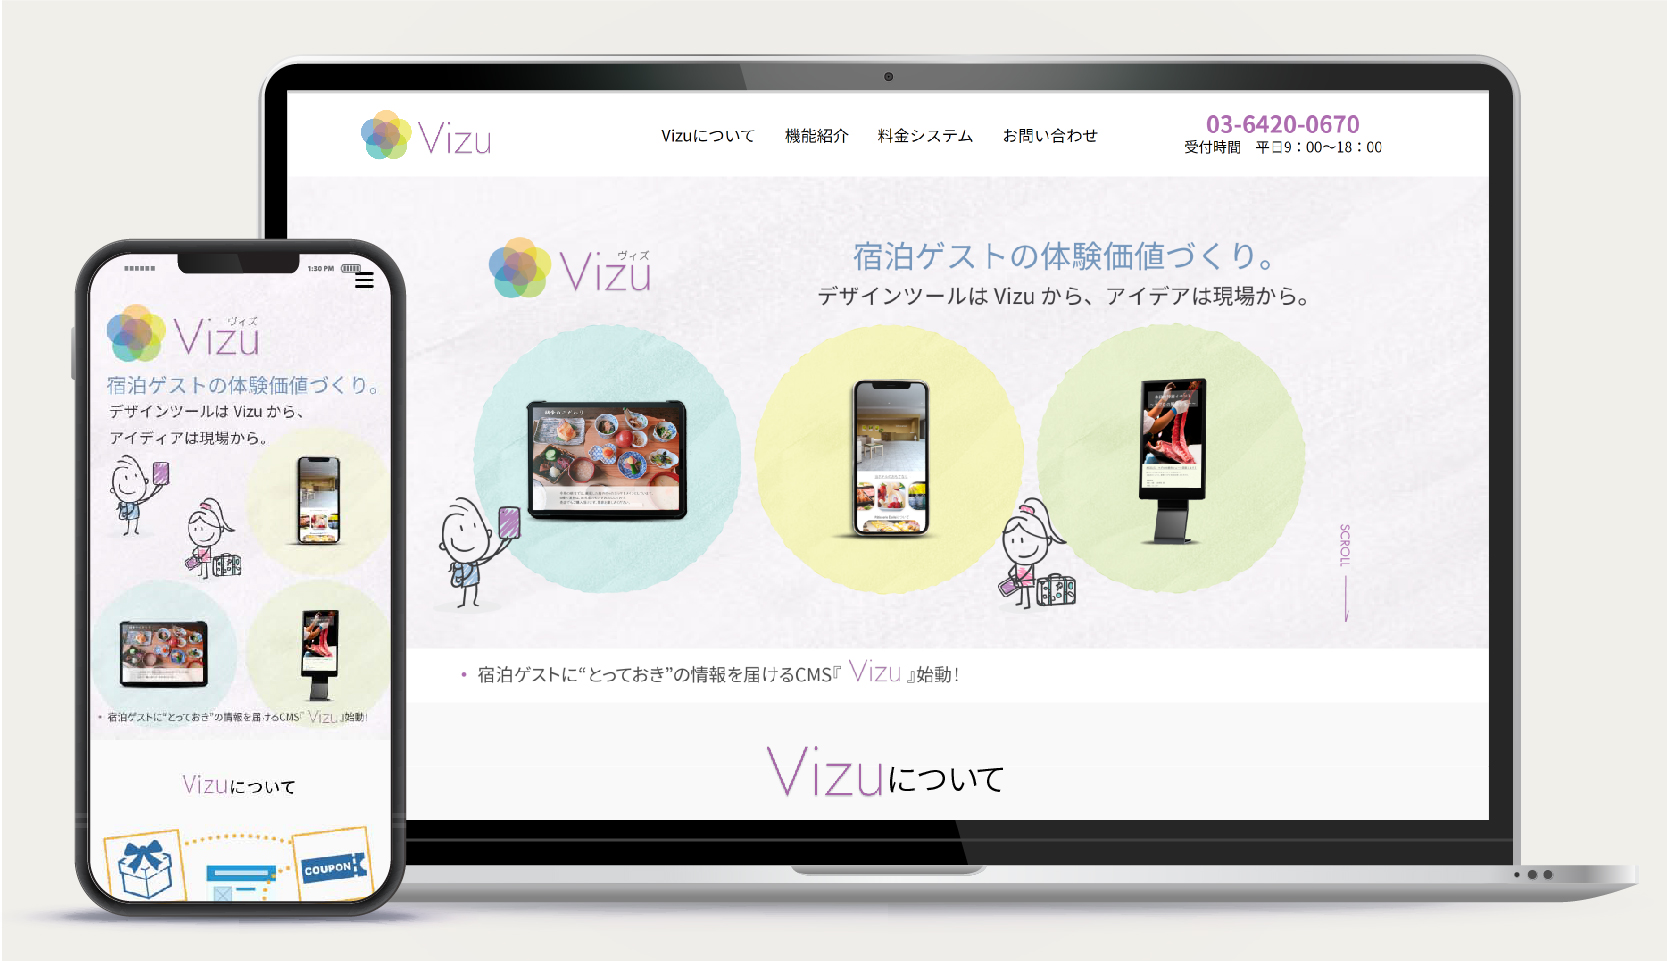 Vizu
Vizuについて
機能紹介
料金システム
お問い合わせ
03-6420-0670
受付時間　平日9：00～18：00
Vizu
ヴィズ
宿泊ゲストの体験価値づくり。
デザインツールは Vizu から、アイデアは現場から。
SCROLL
• 宿泊ゲストに“とっておき”の情報を届けるCMS『 Vizu 』始動！
Vizuについて
1:30 PM
Vizu
ヴィズ
宿泊ゲストの体験価値づくり。
デザインツールは Vizu から、
アイディアは現場から。
• 宿泊ゲストに“とっておき”の情報を届けるCMS『 Vizu 』始動！
Vizuについて
COUPON